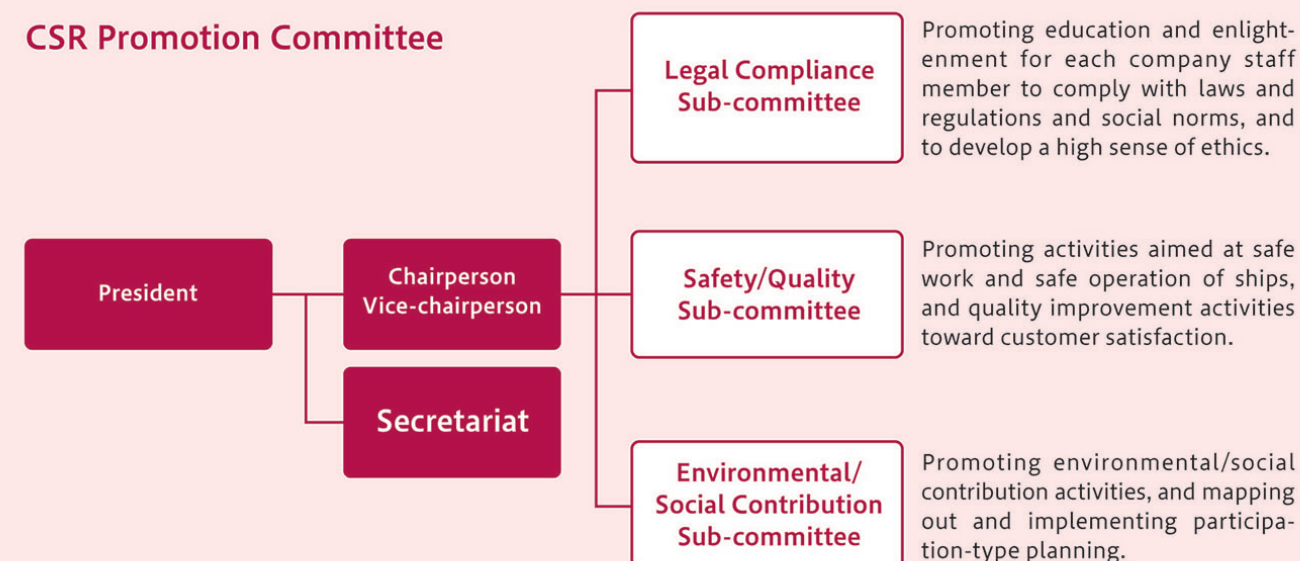 CSR Promotion Committee
Legal Compliance
Sub-committee
Promoting education and enlight-
enment for each company staff
member to comply with laws and
regulations and social norms, and
to develop a high sense of ethics.
President
Chairperson
Vice-chairperson
Secretariat
Safety/Quality
Sub-committee
Promoting activities aimed at safe
work and safe operation of ships,
and quality improvement activities
toward customer satisfaction.
Environmental/
Social Contribution
Sub-committee
Promoting environmental/social
contribution activities, and mapping
out and implementing participa-
tion-type planning.